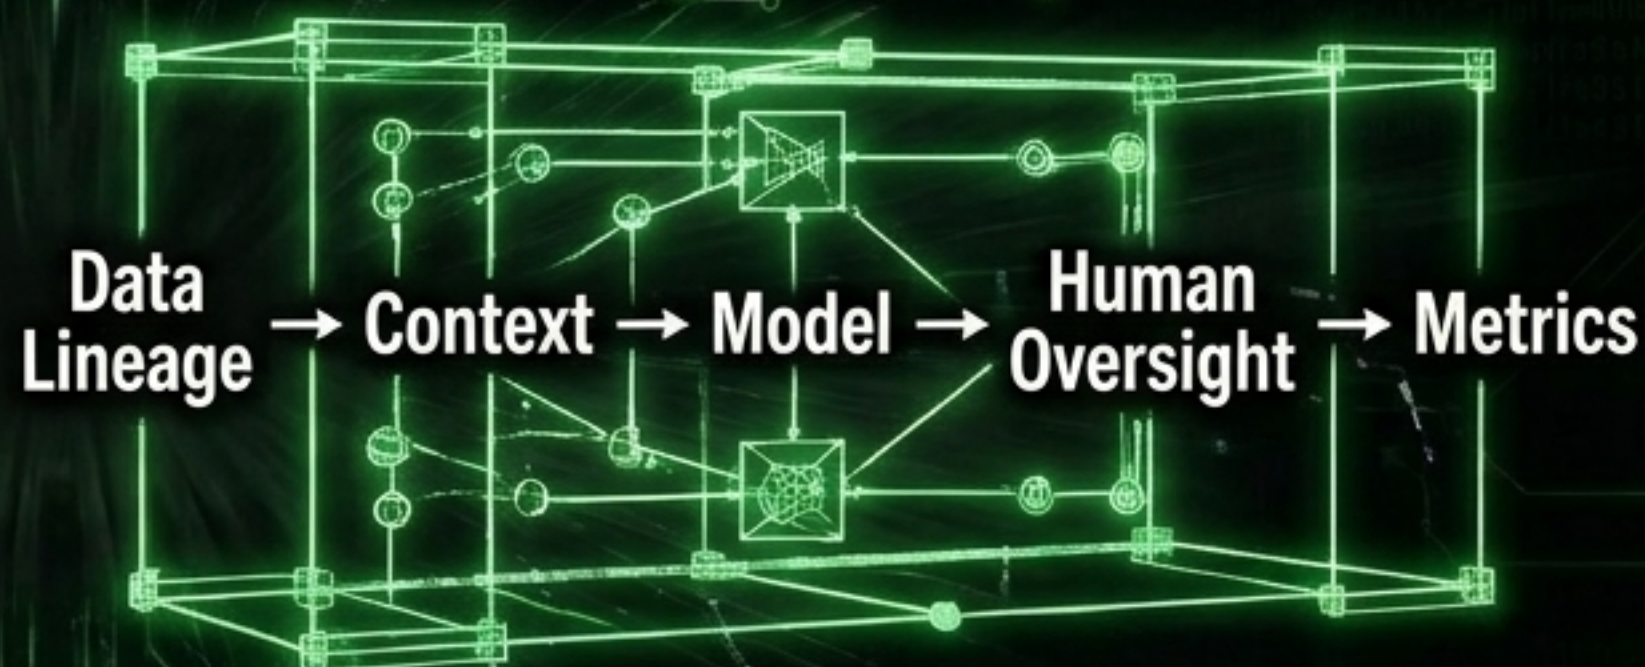 Data
Lineage
→ Context → Model →
Human
Oversight
→ Metrics